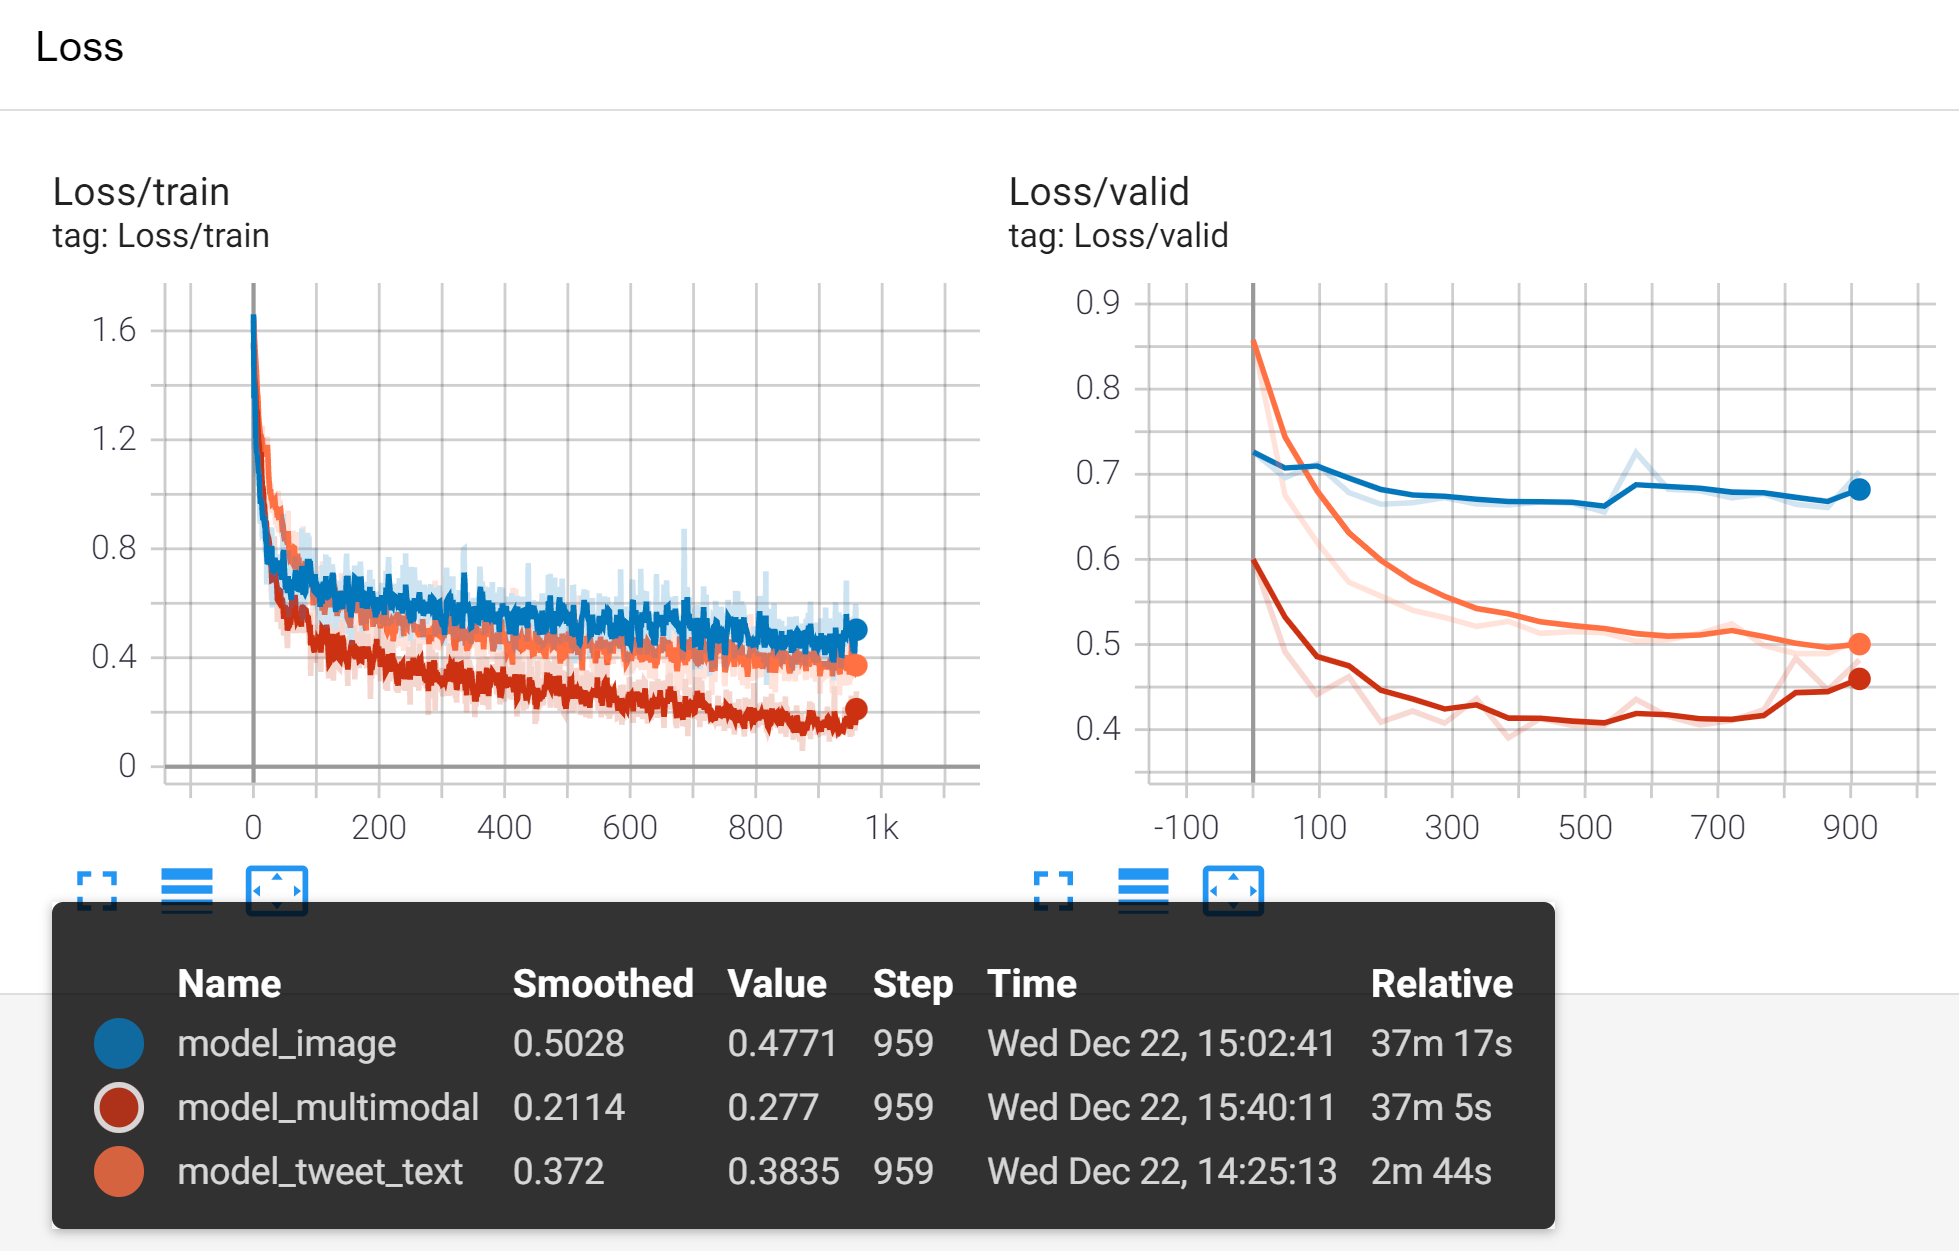 Loss
Loss/train
tag: Loss/train
1.6
1.2
0.8
0.4
0
0 200 400 600 800 1k
Loss/valid
tag: Loss/valid
0.9
0.8
0.7
0.6
0.5
0.4
-100 100 300 500 700 900
Name Smoothed Value Step Time Relative
model_image 0.5028 0.4771 959 Wed Dec 22, 15:02:41 37m 17s
model_multimodal 0.2114 0.277 959 Wed Dec 22, 15:40:11 37m 5s
model_tweet_text 0.372 0.3835 959 Wed Dec 22, 14:25:13 2m 44s